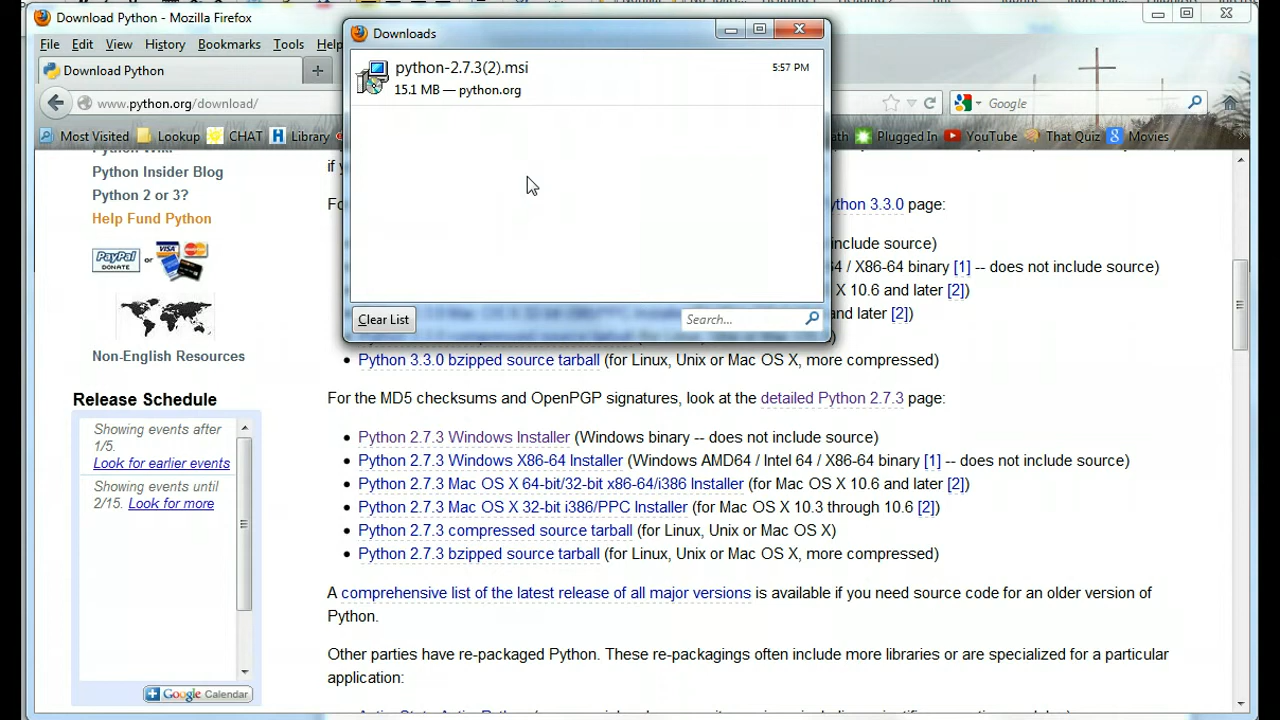 Download Python - Mozilla Firefox
File Edit View History Bookmarks Tools Help
Download Python
www.python.org/download/
Google
Most Visited Lookup CHAT Library
Plugged In YouTube That Quiz Movies
Downloads
python-2.7.3(2).msi 5:57 PM
15.1 MB — python.org
Clear List Search...
Python Insider Blog
Python 2 or 3?
Help Fund Python
PayPal DONATE or VISA
Non-English Resources
Release Schedule
Showing events after
1/5.
Look for earlier events
Showing events until
2/15. Look for more
Google Calendar
3.3.0 page:
include source)
/ X86-64 binary [1] -- does not include source)
X 10.6 and later [2])
and later [2])
Python 3.3.0 bzipped source tarball (for Linux, Unix or Mac OS X, more compressed)
For the MD5 checksums and OpenPGP signatures, look at the detailed Python 2.7.3 page:
Python 2.7.3 Windows Installer (Windows binary -- does not include source)
Python 2.7.3 Windows X86-64 Installer (Windows AMD64 / Intel 64 / X86-64 binary [1] -- does not include source)
Python 2.7.3 Mac OS X 64-bit/32-bit x86-64/i386 Installer (for Mac OS X 10.6 and later [2])
Python 2.7.3 Mac OS X 32-bit i386/PPC Installer (for Mac OS X 10.3 through 10.6 [2])
Python 2.7.3 compressed source tarball (for Linux, Unix or Mac OS X)
Python 2.7.3 bzipped source tarball (for Linux, Unix or Mac OS X, more compressed)
A comprehensive list of the latest release of all major versions is available if you need source code for an older version of
Python.
Other parties have re-packaged Python. These re-packagings often include more libraries or are specialized for a particular
application: